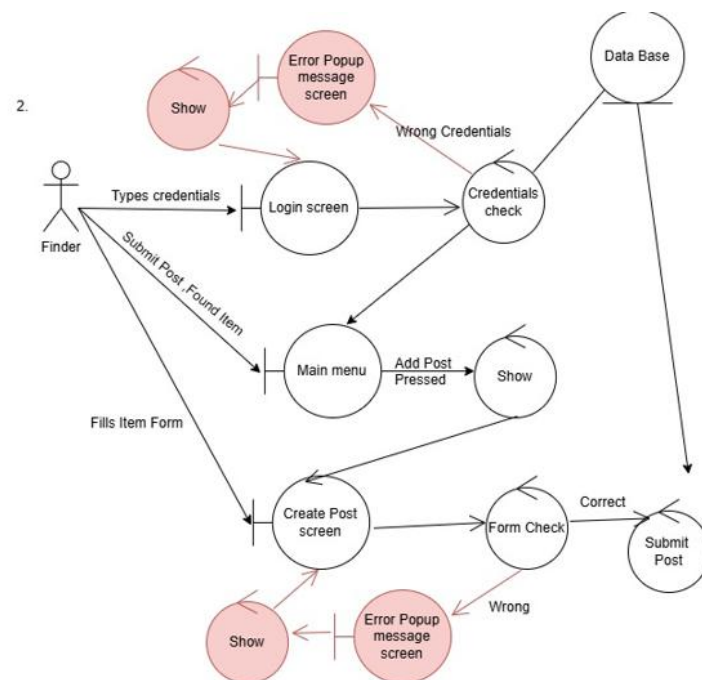 Data Base
Error Popup
message
screen
Show
2.
Wrong Credentials
Types credentials
Login screen
Credentials
check
Finder
Submit Post ,Found Item
Main menu
Add Post
Pressed
Show
Fills Item Form
Create Post
screen
Form Check
Correct
Submit
Post
Wrong
Show
Error Popup
message
screen